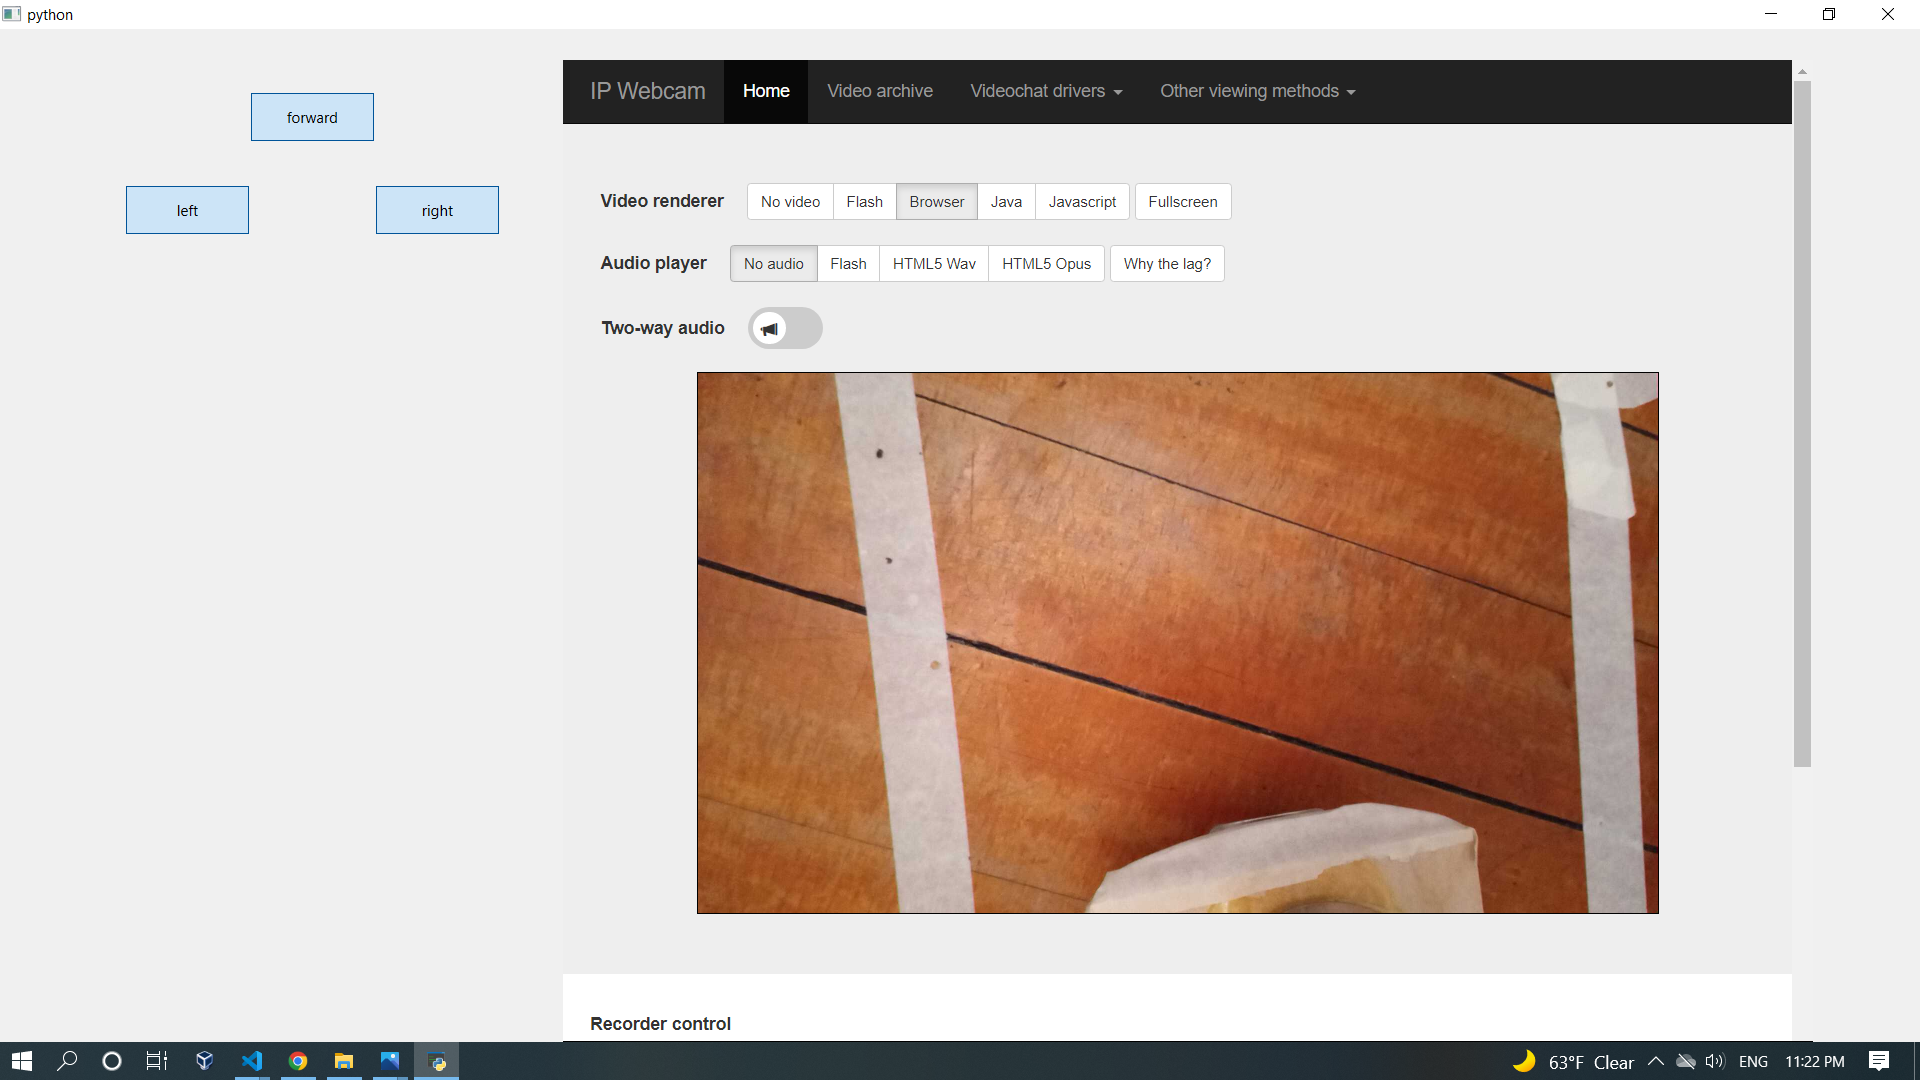 python
forward
left
right
IP Webcam Home Video archive Videochat drivers Other viewing methods
Video renderer No video Flash Browser Java Javascript Fullscreen
Audio player No audio Flash HTML5 Wav HTML5 Opus Why the lag?
Two-way audio
Recorder control
63°F Clear ENG 11:22 PM